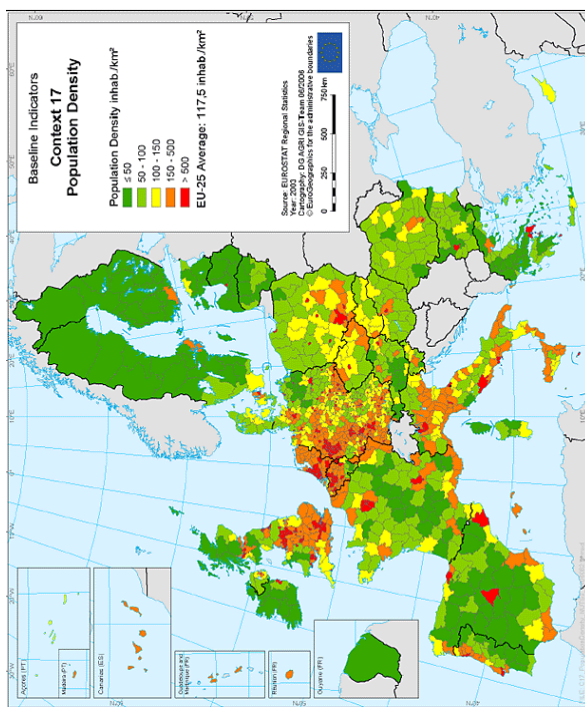 Baseline Indicators
Context 17
Population Density
Population Density inhab./km²
≤ 50
50 - 100
100 - 150
150 - 500
> 500
EU-25 Average: 117,5 inhab./km²
Source: EUROSTAT Regional Statistics
Year: 2003
Cartography: DG AGRI GIS-Team 06/2006
© EuroGeographics for the administrative boundaries
0 250 500 750 km
Açores (PT)
Madeira (PT)
Canarias (ES)
Guadeloupe and
Martinique (FR)
Réunion (FR)
Guyane (FR)